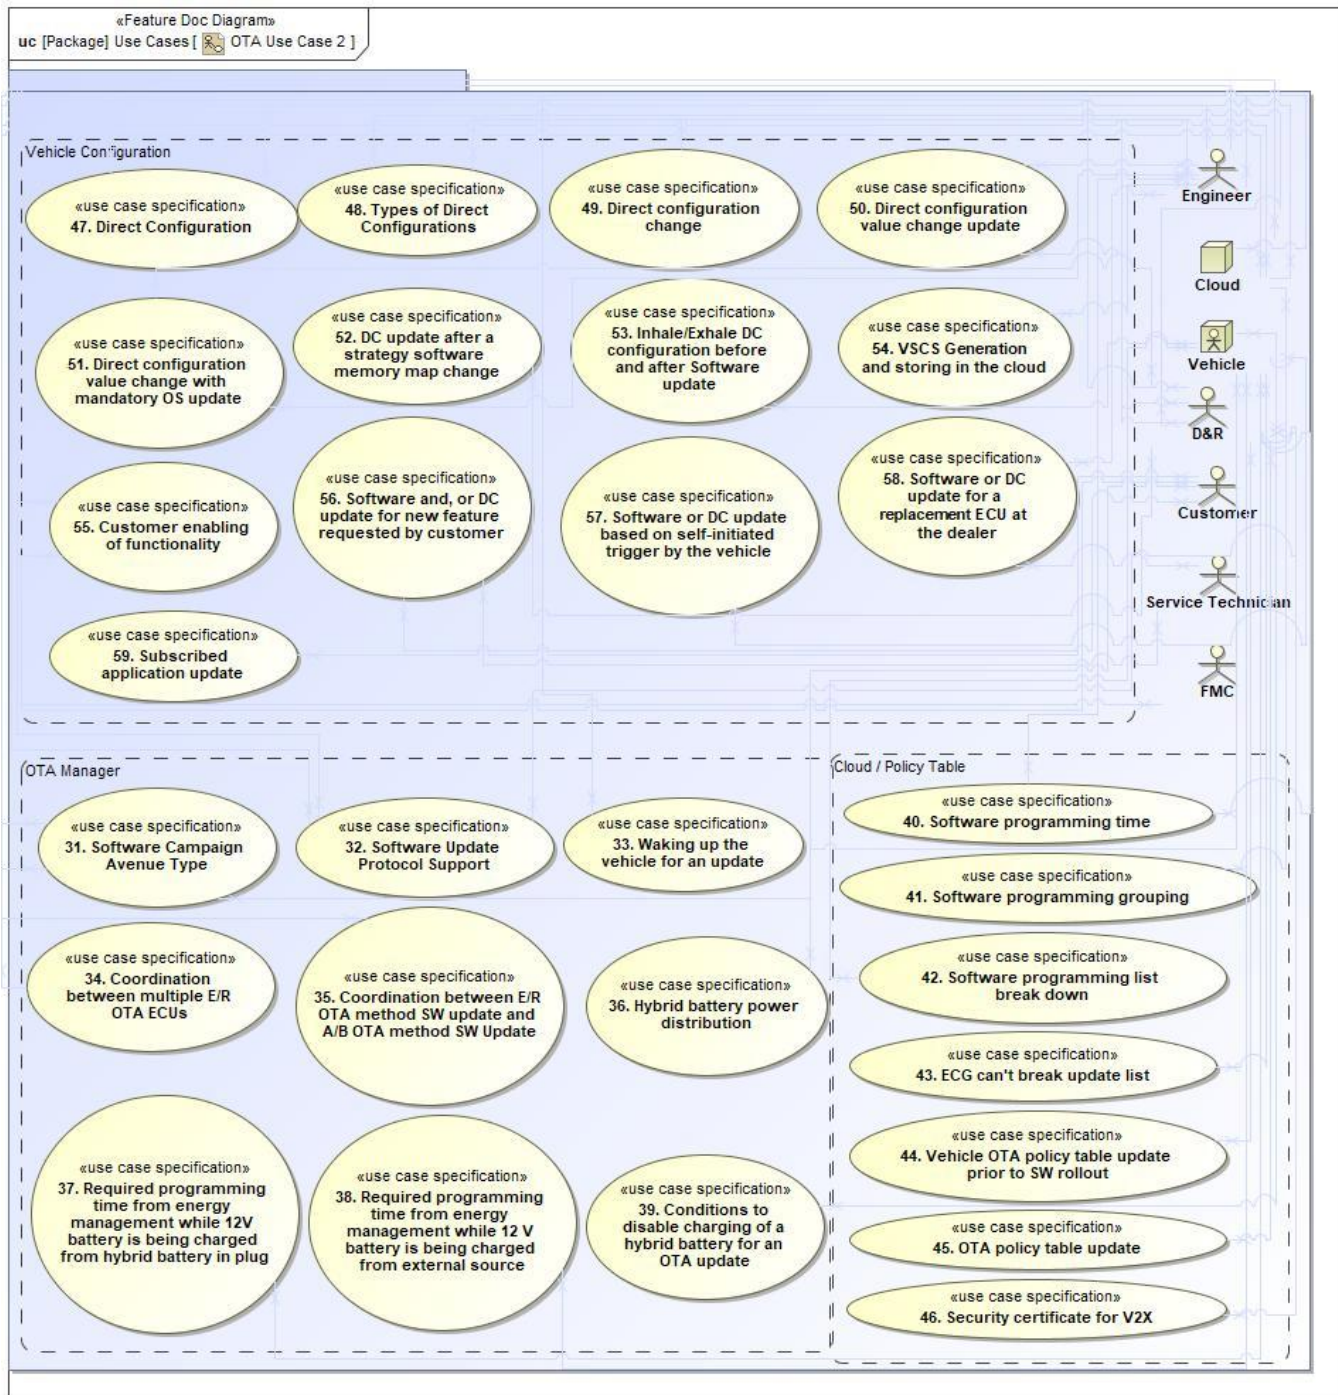 «Feature Doc Diagram»
uc [Package] Use Cases [ OTA Use Case 2 ]
Vehicle Configuration
«use case specification»
47. Direct Configuration
«use case specification»
48. Types of Direct
Configurations
«use case specification»
49. Direct configuration
change
«use case specification»
50. Direct configuration
value change update
«use case specification»
51. Direct configuration
value change with
mandatory OS update
«use case specification»
52. DC update after a
strategy software
memory map change
«use case specification»
53. Inhale/Exhale DC
configuration before
and after Software
update
«use case specification»
54. VSCS Generation
and storing in the cloud
«use case specification»
55. Customer enabling
of functionality
«use case specification»
56. Software and, or DC
update for new feature
requested by customer
«use case specification»
57. Software or DC update
based on self-initiated
trigger by the vehicle
«use case specification»
58. Software or DC
update for a
replacement ECU at
the dealer
«use case specification»
59. Subscribed
application update
Engineer
Cloud
Vehicle
D&R
Customer
Service Technician
FMC
OTA Manager
«use case specification»
31. Software Campaign
Avenue Type
«use case specification»
32. Software Update
Protocol Support
«use case specification»
33. Waking up the
vehicle for an update
«use case specification»
34. Coordination
between multiple E/R
OTA ECUs
«use case specification»
35. Coordination between E/R
OTA method SW update and
A/B OTA method SW Update
«use case specification»
36. Hybrid battery power
distribution
«use case specification»
37. Required programming
time from energy
management while 12V
battery is being charged
from hybrid battery in plug
«use case specification»
38. Required programming
time from energy
management while 12 V
battery is being charged
from external source
«use case specification»
39. Conditions to
disable charging of a
hybrid battery for an
OTA update
Cloud / Policy Table
«use case specification»
40. Software programming time
«use case specification»
41. Software programming grouping
«use case specification»
42. Software programming list
break down
«use case specification»
43. ECG can't break update list
«use case specification»
44. Vehicle OTA policy table update
prior to SW rollout
«use case specification»
45. OTA policy table update
«use case specification»
46. Security certificate for V2X